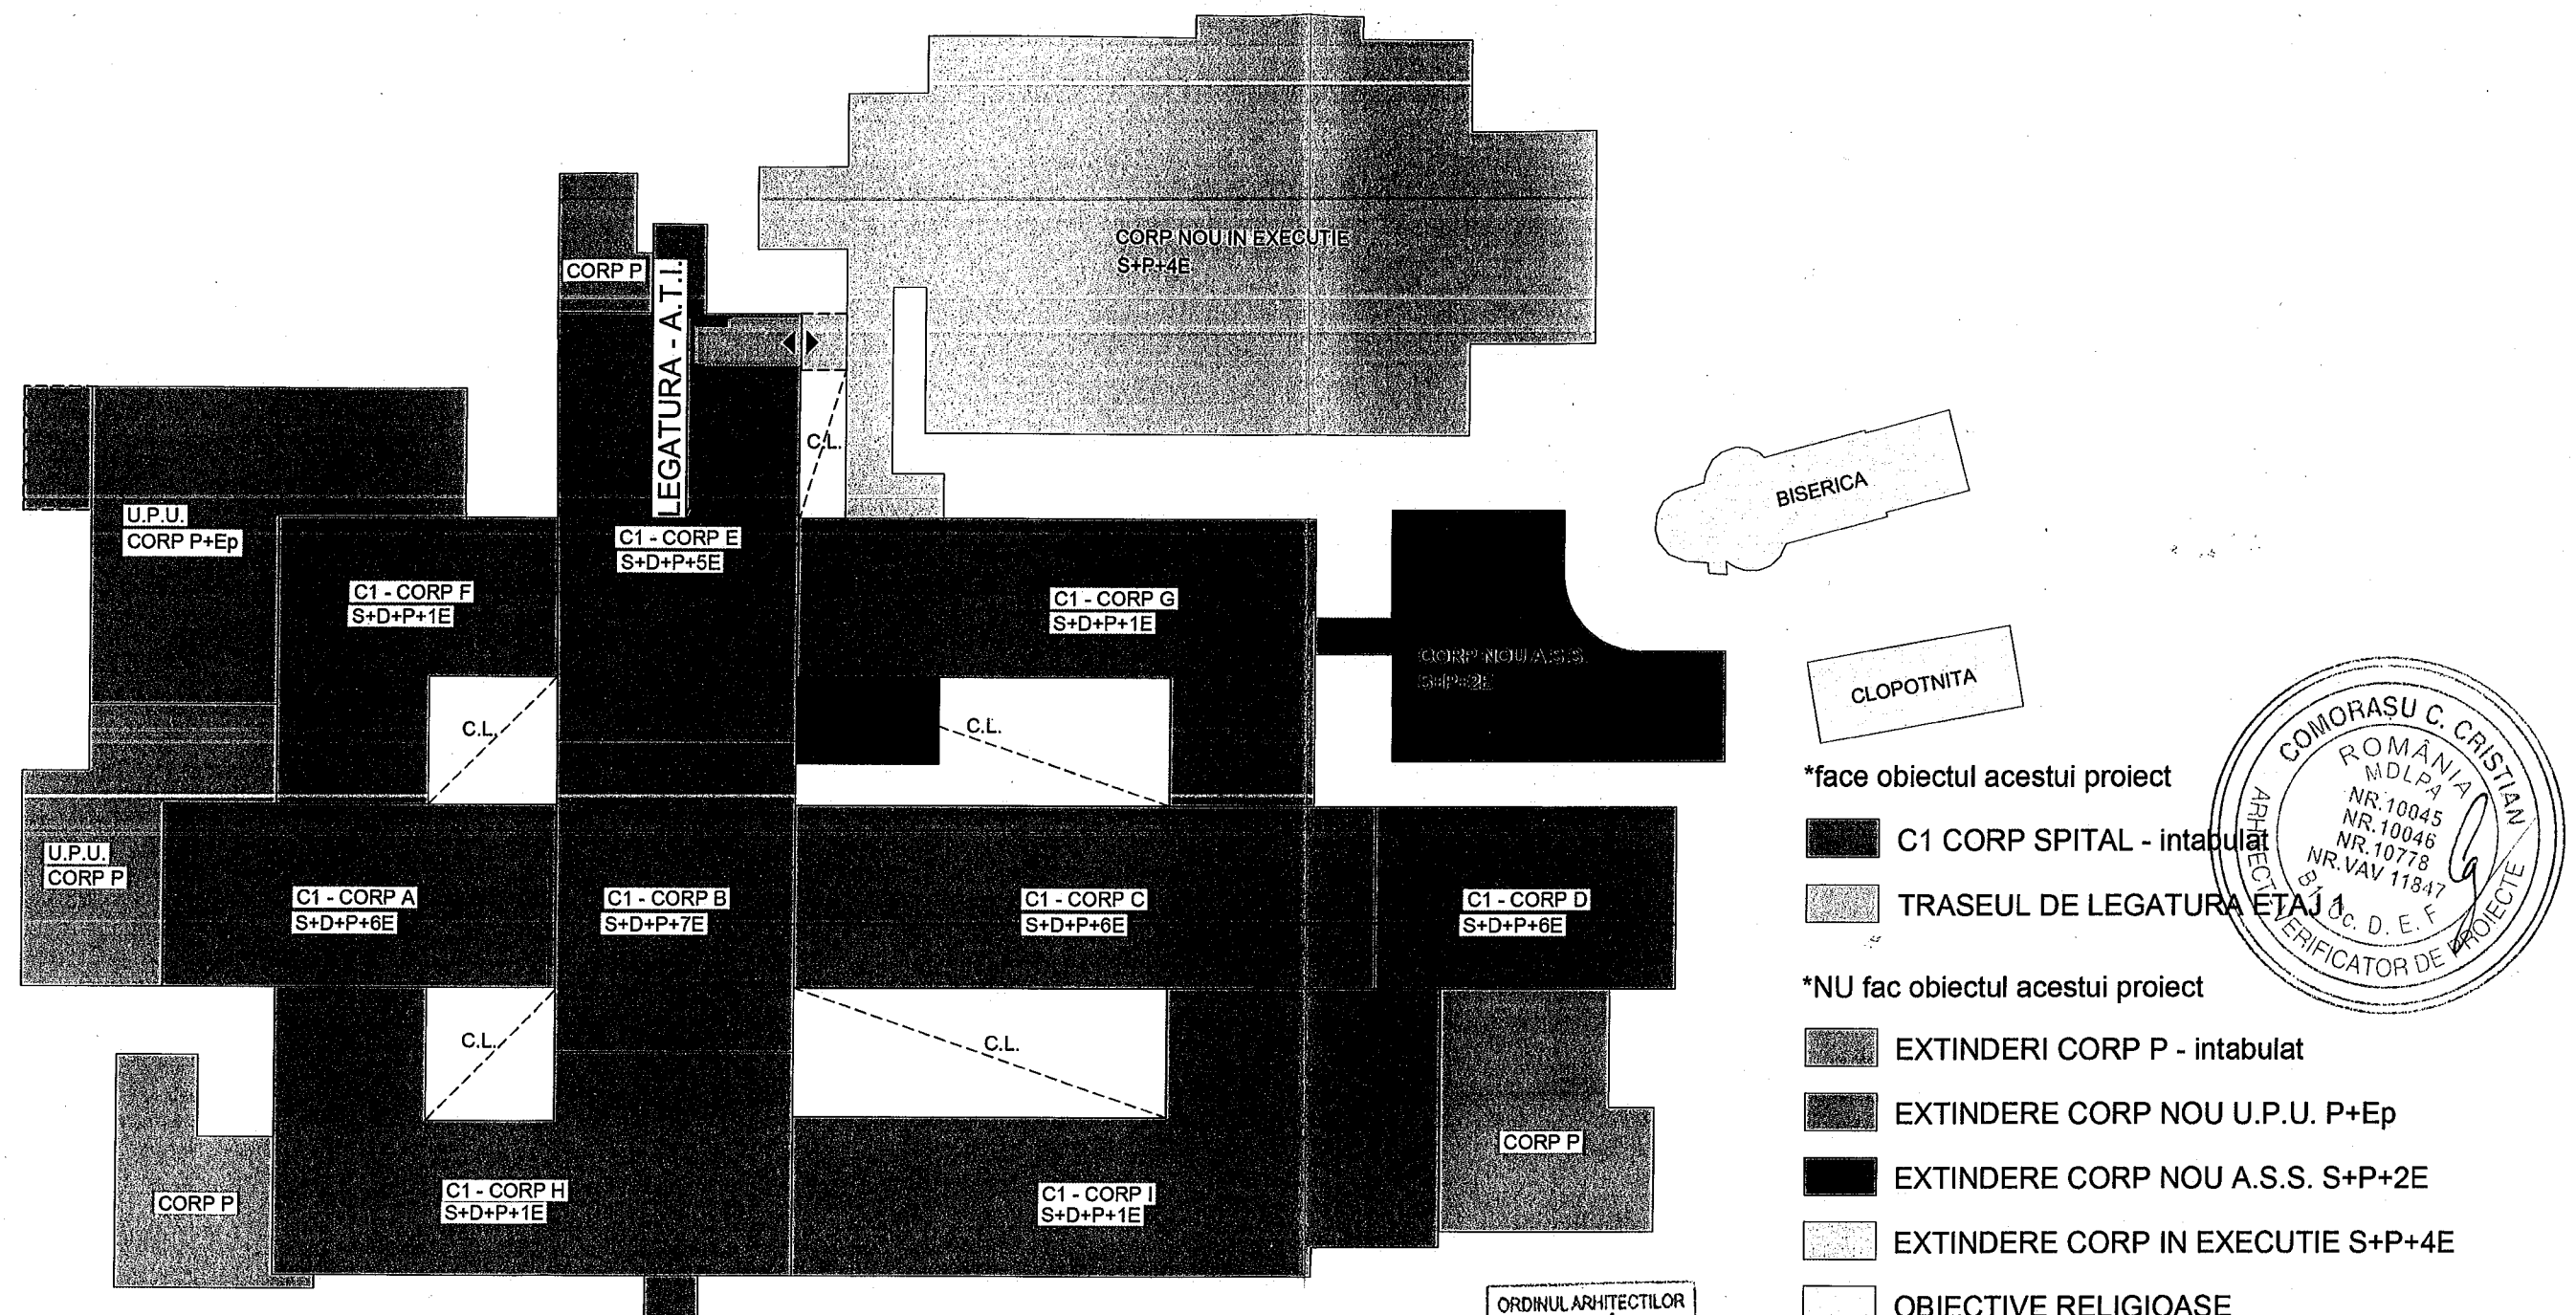 CORP NOU IN EXECUTIE
S+P+4E
CORP P
LEGATURA - A.T.I.
C.L.
BISERICA
U.P.U.
CORP P+Ep
C1 - CORP E
S+D+P+5E
C1 - CORP F
S+D+P+1E
C1 - CORP G
S+D+P+1E
CORP NOU A.S.S.
S+P+2E
CLOPOTNITA
C.L.
C.L.
*face obiectul acestui proiect
C1 CORP SPITAL - intabulat
TRASEUL DE LEGATURA ETAJ 1
COMORAȘU C. CRISTIAN
ROMÂNIA
MDLPA
NR.10045
NR.10046
NR.10778
NR.VAV 11847
B1, Cc, D, E, F
ARHITECT VERIFICATOR DE PROIECTE
U.P.U.
CORP P
C1 - CORP A
S+D+P+6E
C1 - CORP B
S+D+P+7E
C1 - CORP C
S+D+P+6E
C1 - CORP D
S+D+P+6E
*NU fac obiectul acestui proiect
C.L.
C.L.
EXTINDERI CORP P - intabulat
EXTINDERE CORP NOU U.P.U. P+Ep
CORP P
CORP P
C1 - CORP H
S+D+P+1E
C1 - CORP I
S+D+P+1E
EXTINDERE CORP NOU A.S.S. S+P+2E
EXTINDERE CORP IN EXECUTIE S+P+4E
ORDINUL ARHITECTILOR
OBIECTIVE RELIGIOASE